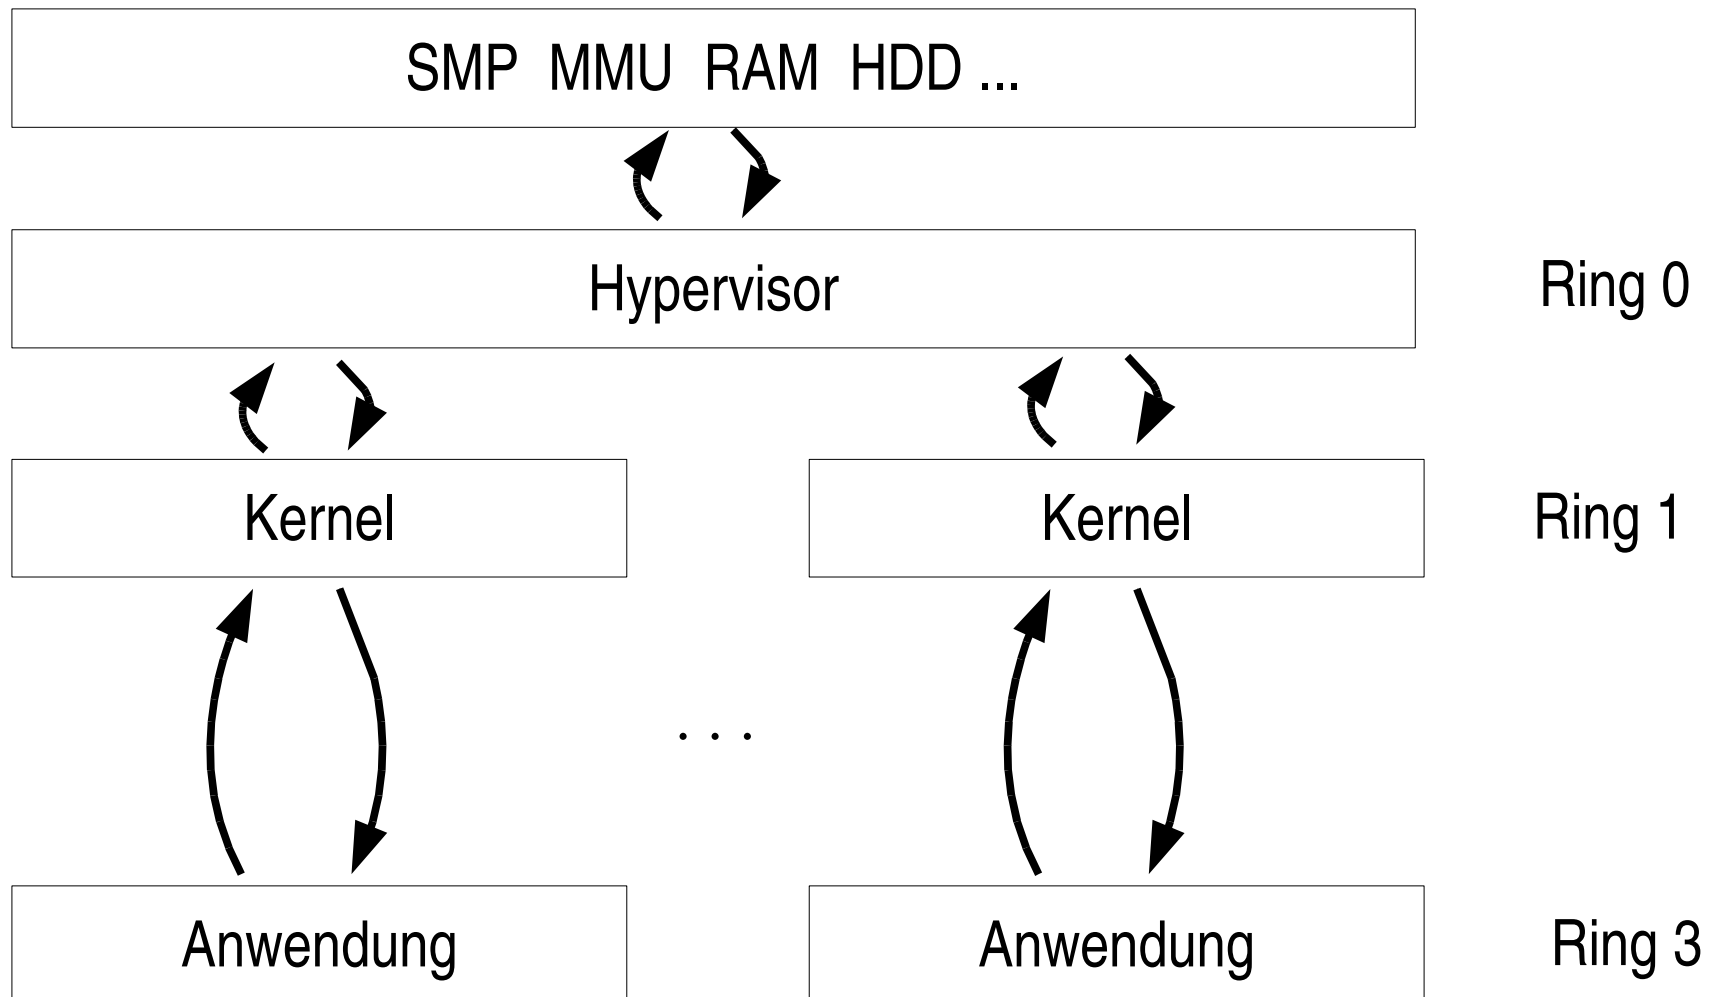 SMP MMU RAM HDD ...
Hypervisor Ring 0
Kernel Kernel Ring 1
. . .
Anwendung Anwendung Ring 3